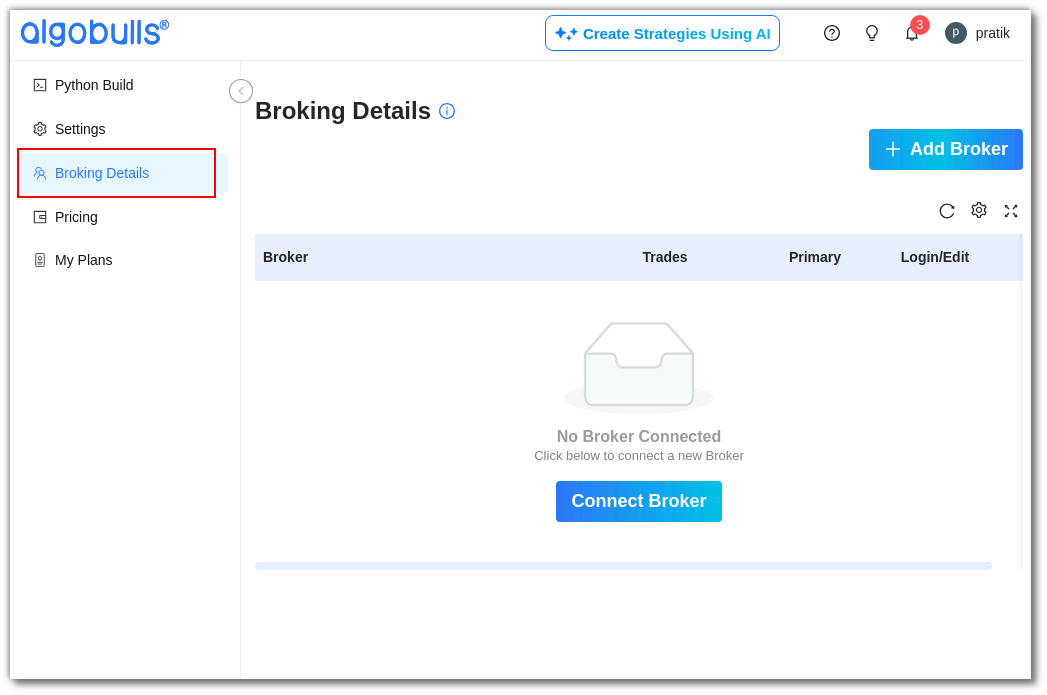 algobulls®
Create Strategies Using AI
3
P
pratik
Python Build
Settings
Broking Details
Pricing
My Plans
Broking Details
Add Broker
Broker Trades Primary Login/Edit
No Broker Connected
Click below to connect a new Broker
Connect Broker